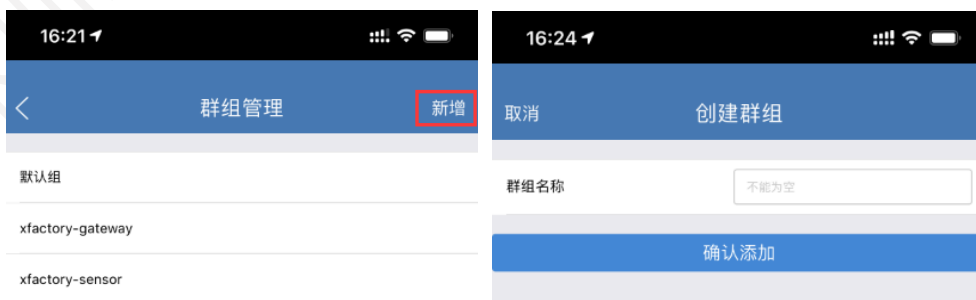 16:21
群组管理
新增
默认组
xfactory-gateway
xfactory-sensor
16:24
取消
创建群组
群组名称
不能为空
确认添加